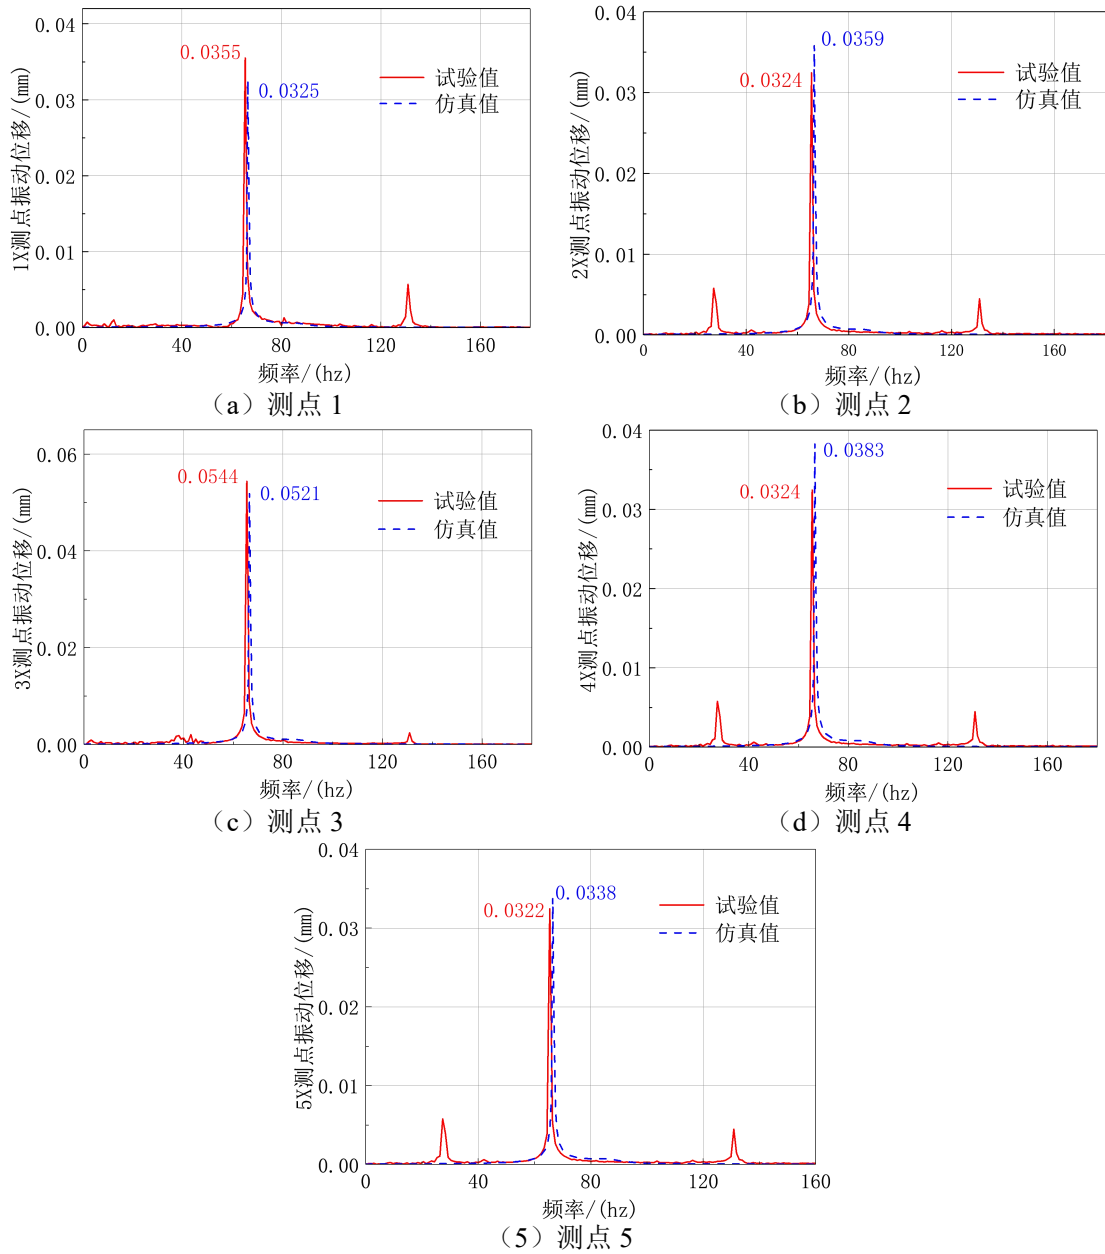 0.04
0.03
0.02
0.01
0.00
0.0355
0.0325
试验值
仿真值
1X测点振动位移/(mm)
0 40 80 120 160
频率/(hz)
（a）测点 1
0.04
0.03
0.02
0.01
0.00
0.0359
0.0324
试验值
仿真值
2X测点振动位移/(mm)
0 40 80 120 160
频率/(hz)
（b）测点 2
0.06
0.04
0.02
0.00
0.0544
0.0521
试验值
仿真值
3X测点振动位移/(mm)
0 40 80 120 160
频率/(hz)
（c）测点 3
0.04
0.03
0.02
0.01
0.00
0.0383
0.0324
试验值
仿真值
4X测点振动位移/(mm)
0 40 80 120 160
频率/(hz)
（d）测点 4
0.04
0.03
0.02
0.01
0.00
0.0338
0.0322
试验值
仿真值
5X测点振动位移/(mm)
0 40 80 120 160
频率/(hz)
（5）测点 5